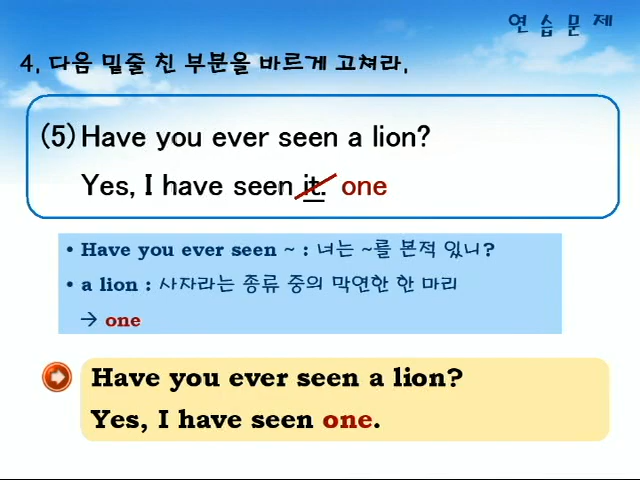 연 습 문 제
4. 다음 밑줄 친 부분을 바르게 고쳐라.
(5) Have you ever seen a lion?
Yes, I have seen it. one
• Have you ever seen ~ : 너는 ~를 본적 있니?
• a lion : 사자라는 종류 중의 막연한 한 마리
→ one
Have you ever seen a lion?
Yes, I have seen one.